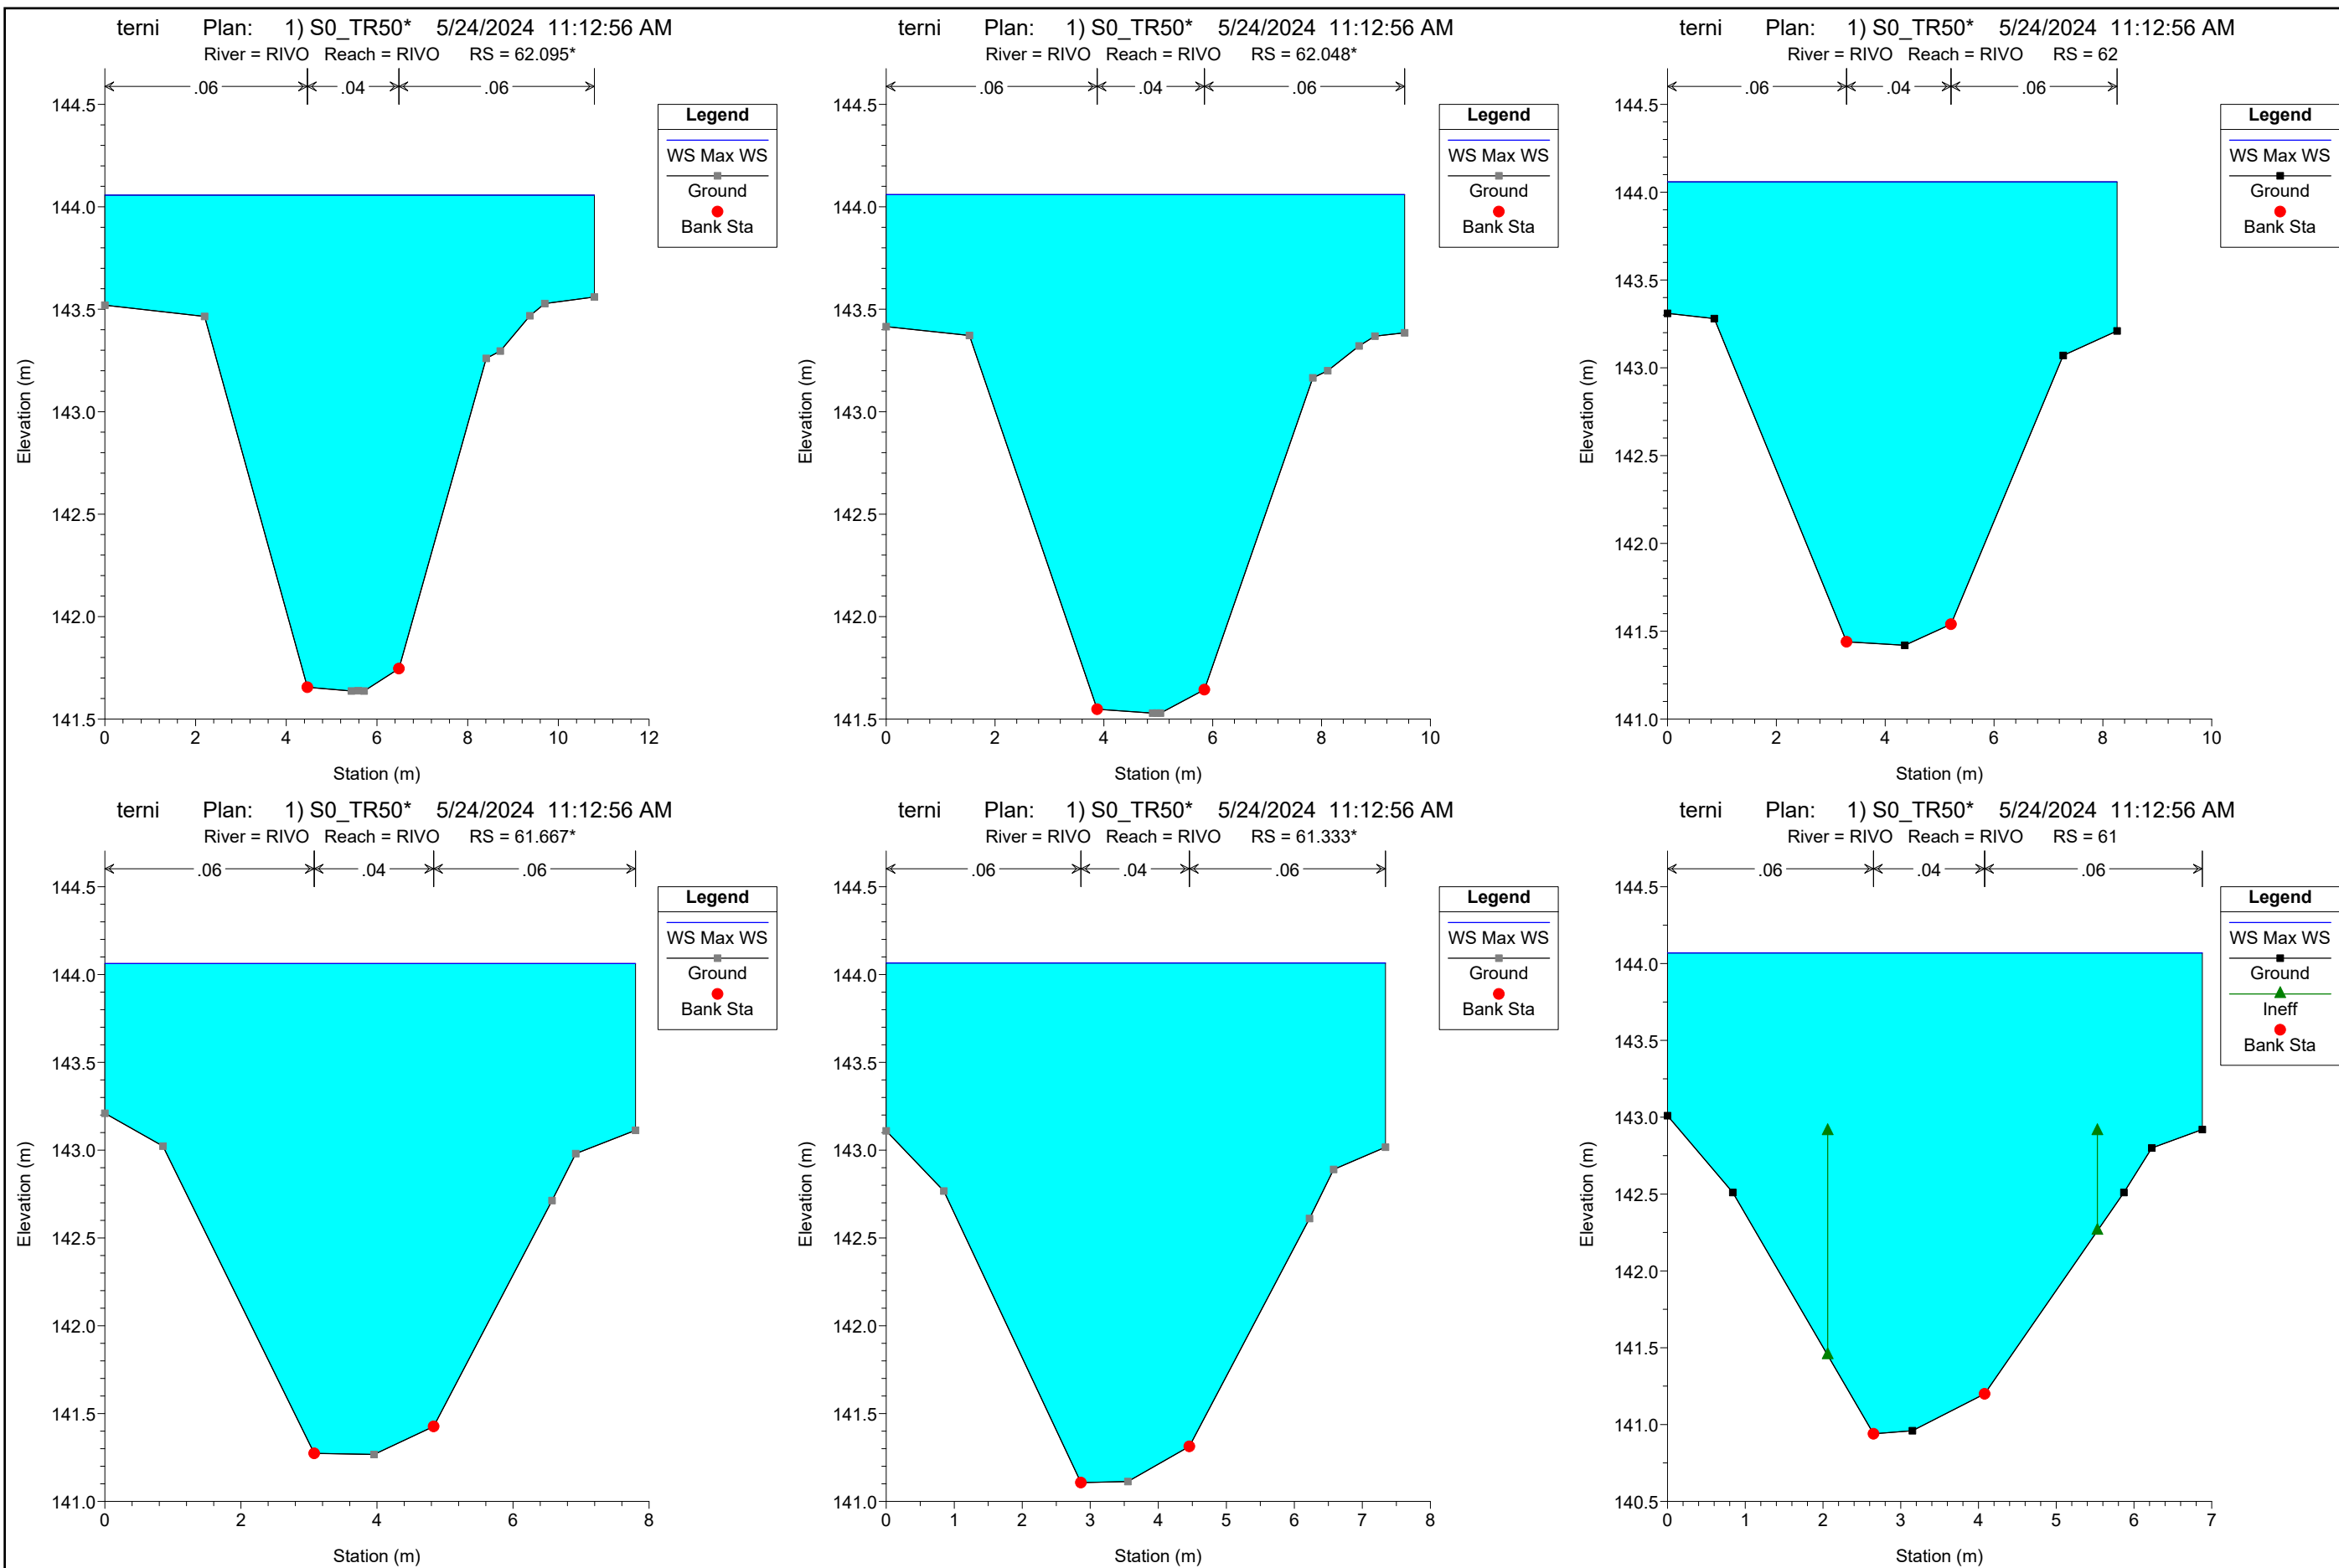 terni Plan: 1) S0_TR50* 5/24/2024 11:12:56 AM
River = RIVO Reach = RIVO RS = 62.095*
.06 .04 .06
Legend
WS Max WS
Ground
Bank Sta
144.5
144.0
143.5
143.0
142.5
142.0
141.5
Elevation (m)
0 2 4 6 8 10 12
Station (m)
terni Plan: 1) S0_TR50* 5/24/2024 11:12:56 AM
River = RIVO Reach = RIVO RS = 62.048*
.06 .04 .06
Legend
WS Max WS
Ground
Bank Sta
144.5
144.0
143.5
143.0
142.5
142.0
141.5
Elevation (m)
0 2 4 6 8 10
Station (m)
terni Plan: 1) S0_TR50* 5/24/2024 11:12:56 AM
River = RIVO Reach = RIVO RS = 62
.06 .04 .06
Legend
WS Max WS
Ground
Bank Sta
144.5
144.0
143.5
143.0
142.5
142.0
141.5
141.0
Elevation (m)
0 2 4 6 8 10
Station (m)
terni Plan: 1) S0_TR50* 5/24/2024 11:12:56 AM
River = RIVO Reach = RIVO RS = 61.667*
.06 .04 .06
Legend
WS Max WS
Ground
Bank Sta
144.5
144.0
143.5
143.0
142.5
142.0
141.5
141.0
Elevation (m)
0 2 4 6 8
Station (m)
terni Plan: 1) S0_TR50* 5/24/2024 11:12:56 AM
River = RIVO Reach = RIVO RS = 61.333*
.06 .04 .06
Legend
WS Max WS
Ground
Bank Sta
144.5
144.0
143.5
143.0
142.5
142.0
141.5
141.0
Elevation (m)
0 1 2 3 4 5 6 7 8
Station (m)
terni Plan: 1) S0_TR50* 5/24/2024 11:12:56 AM
River = RIVO Reach = RIVO RS = 61
.06 .04 .06
Legend
WS Max WS
Ground
Ineff
Bank Sta
144.5
144.0
143.5
143.0
142.5
142.0
141.5
141.0
140.5
Elevation (m)
0 1 2 3 4 5 6 7
Station (m)